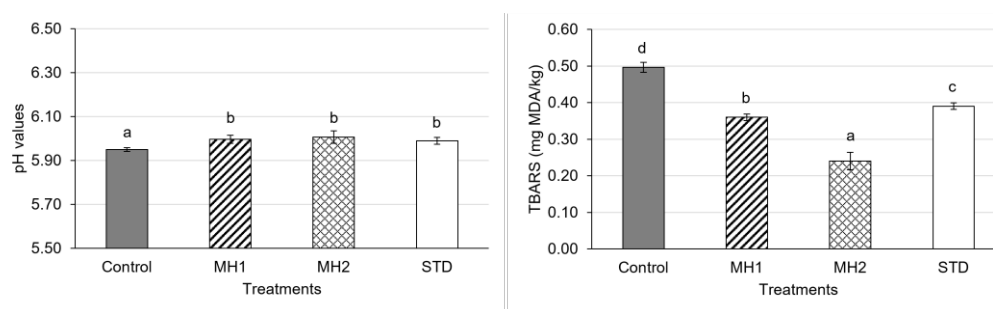 pH values
6.50
6.30
6.10
5.90
5.70
5.50
a
b
b
b
Control MH1 MH2 STD
Treatments
TBARS (mg MDA/kg)
0.60
0.50
0.40
0.30
0.20
0.10
0.00
d
b
a
c
Control MH1 MH2 STD
Treatments